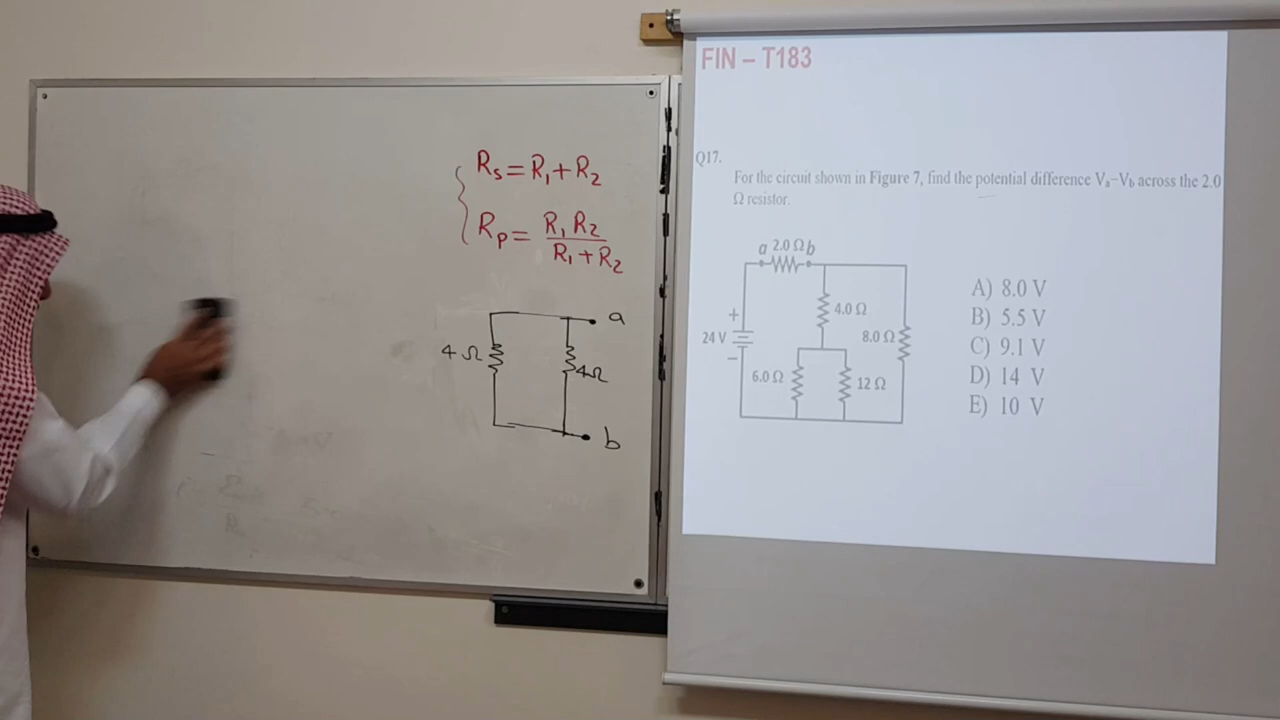 Rs = R1 + R2
Rp = R1 R2 / R1 + R2
a
4 Ω
4Ω
b
FIN – T183
Q17.
For the circuit shown in Figure 7, find the potential difference Va–Vb across the 2.0
Ω resistor.
a 2.0 Ω b
+
4.0 Ω
24 V
8.0 Ω
–
6.0 Ω
12 Ω
A) 8.0 V
B) 5.5 V
C) 9.1 V
D) 14 V
E) 10 V